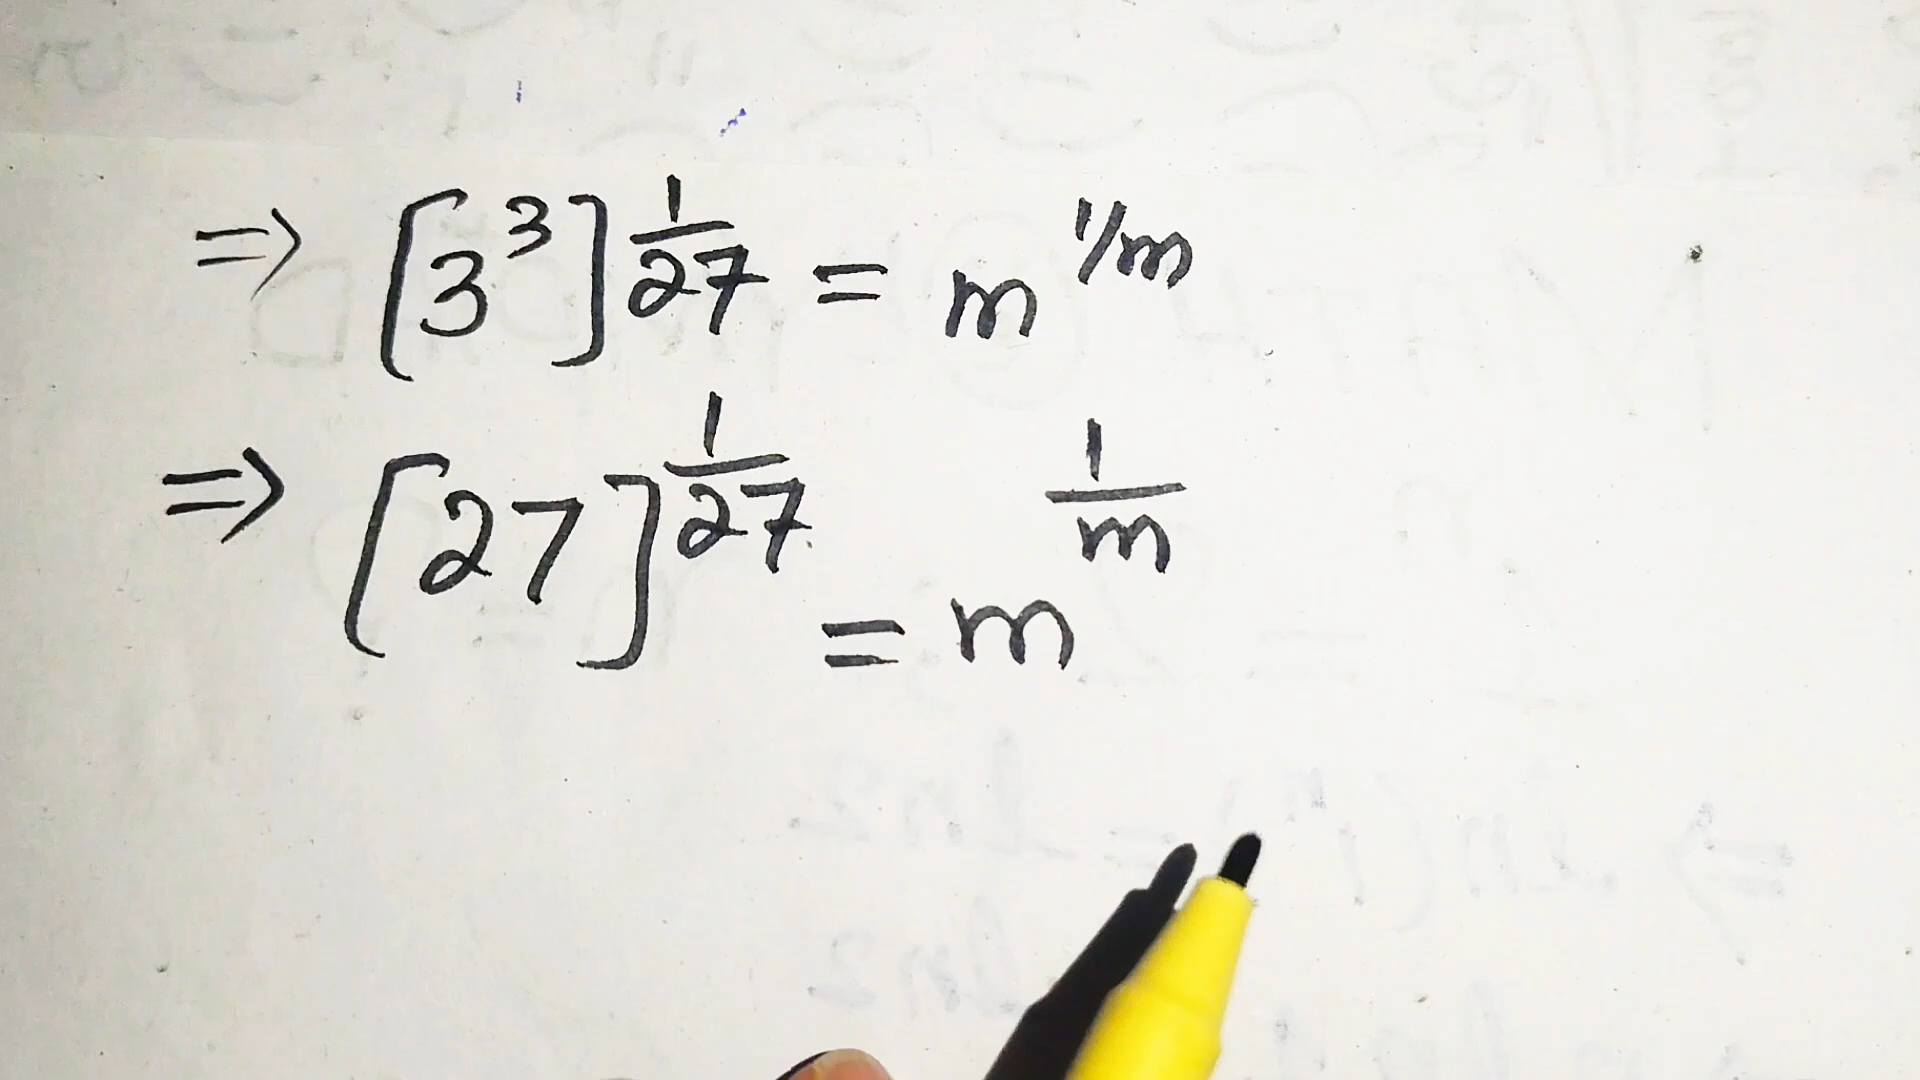 ⇒ [3³]^(1/27) = m^(1/m)
⇒ [27]^(1/27) = m^(1/m)